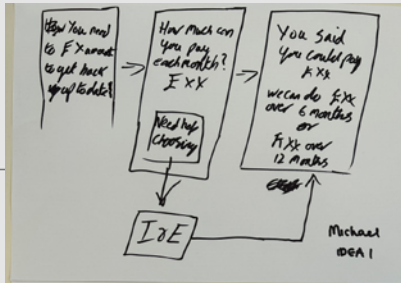 You need
to £X amount
to get back
up to date?
How much can
you pay
each month?
£XX
Need help
choosing
You said
you could pay
£XX
we can do £XX
over 6 months
or
£XX over
12 months
I&E
Michael
IDEA 1